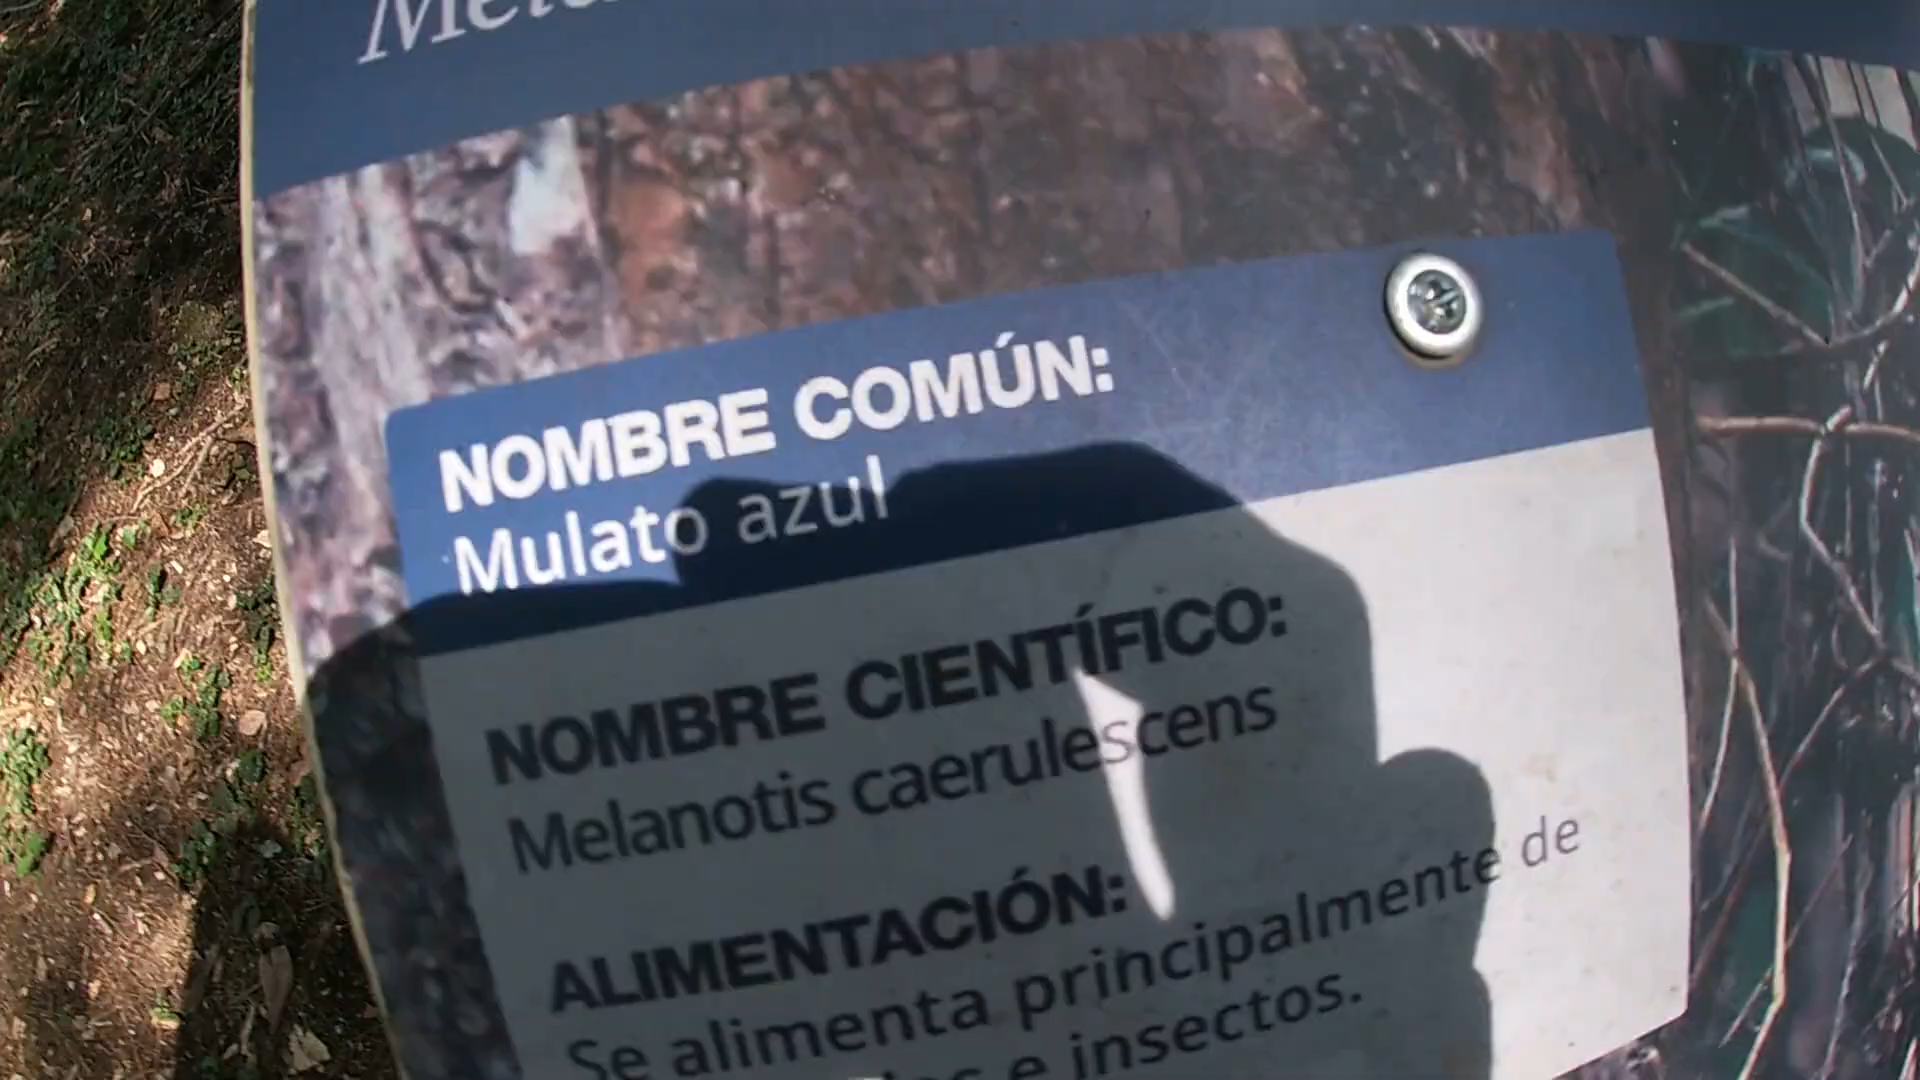 NOMBRE COMÚN:
Mulato azul
NOMBRE CIENTÍFICO:
Melanotis caerulescens
ALIMENTACIÓN:
Se alimenta principalmente de
e insectos.